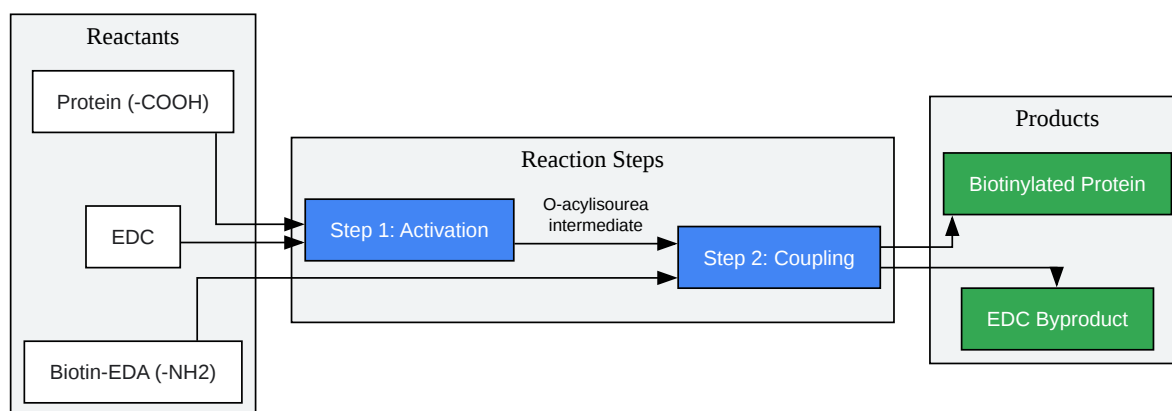 Reactants
Protein (-COOH)
EDC
Biotin-EDA (-NH2)
Reaction Steps
Step 1: Activation
O-acylisourea
intermediate
Step 2: Coupling
Products
Biotinylated Protein
EDC Byproduct